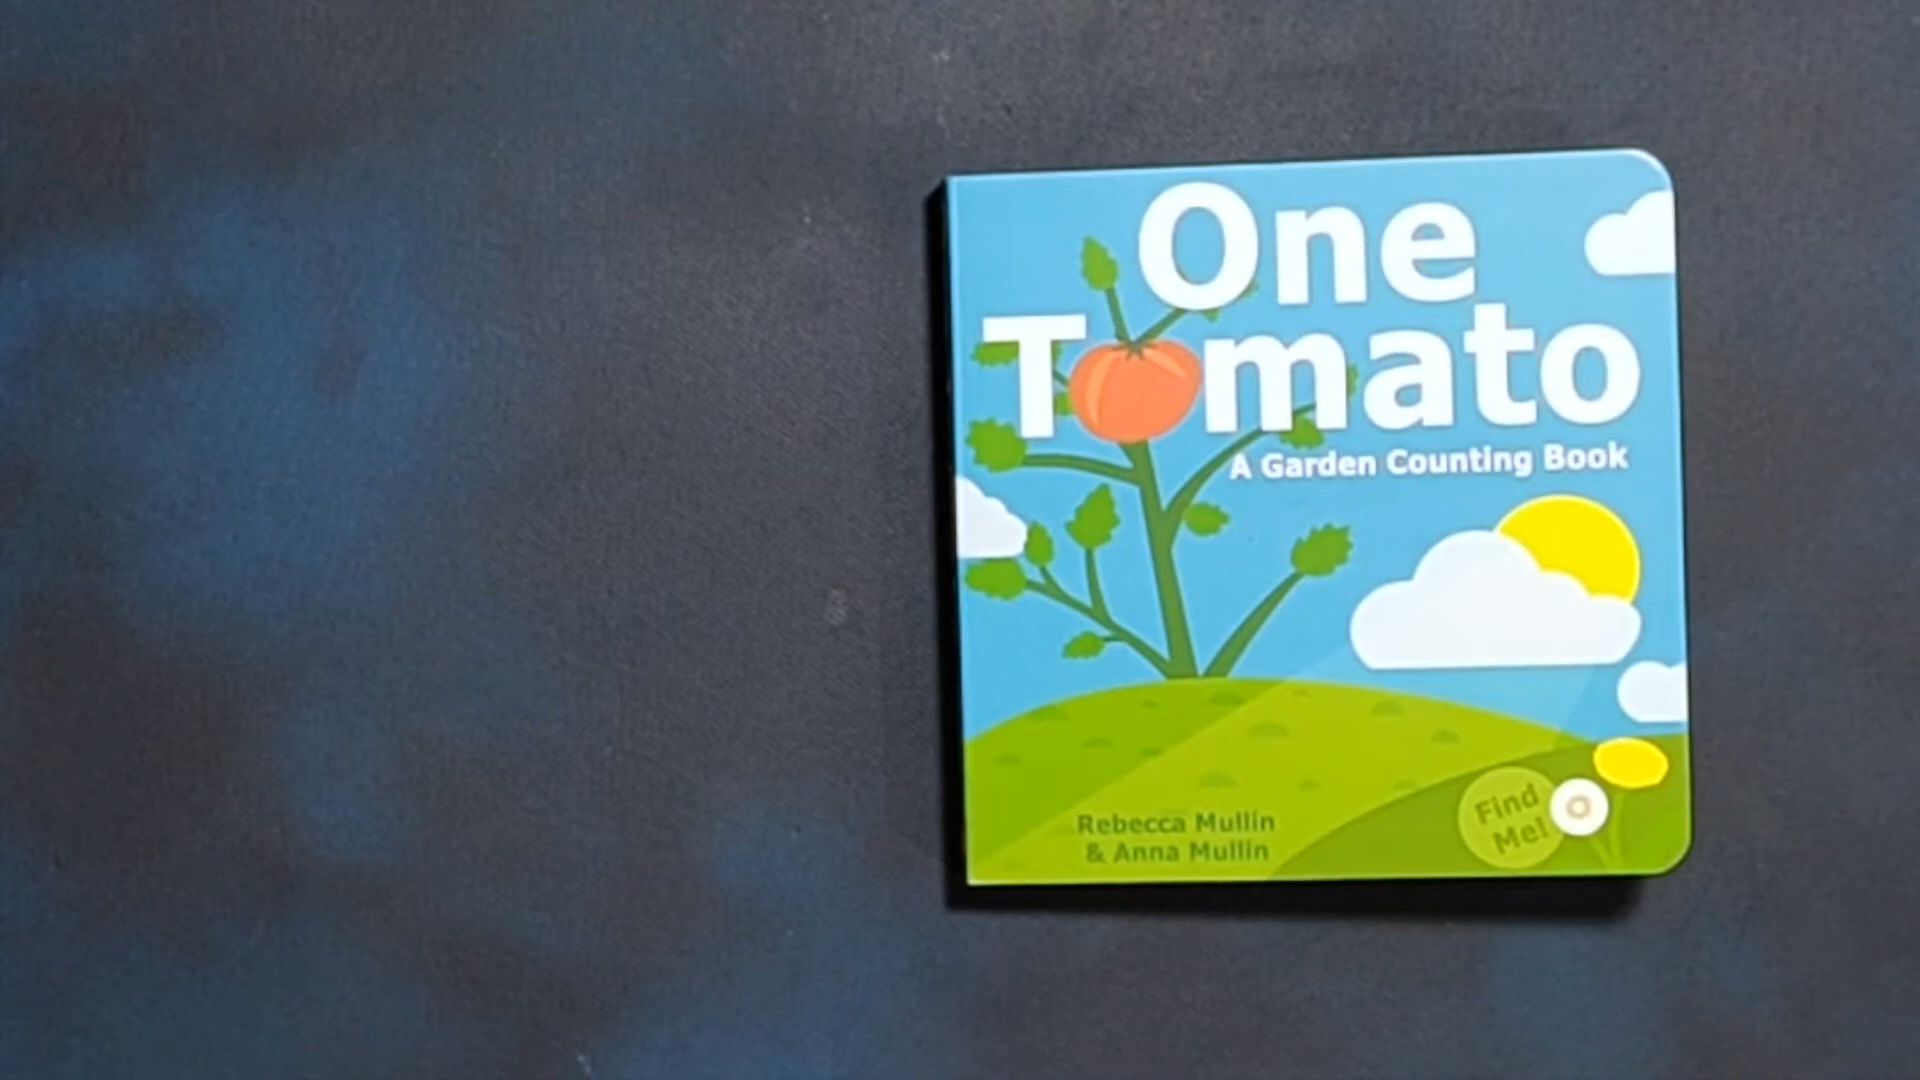 One
Tomato
A Garden Counting Book
Rebecca Mullin
& Anna Mullin
Find
Me!